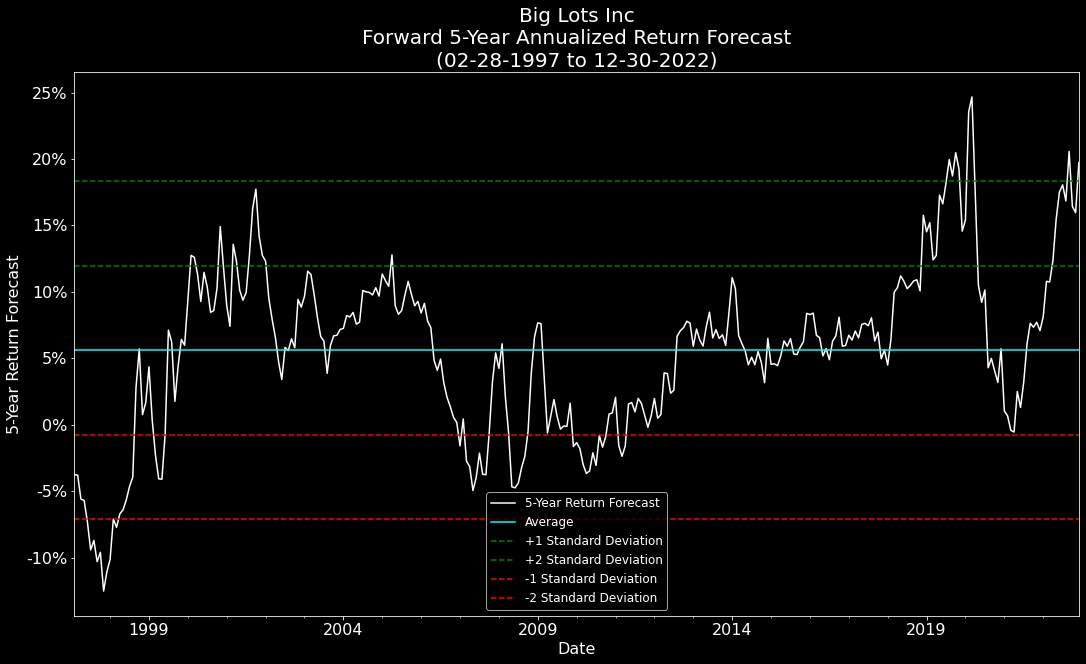 Big Lots Inc
Forward 5-Year Annualized Return Forecast
(02-28-1997 to 12-30-2022)
5-Year Return Forecast
25%
20%
15%
10%
5%
0%
-5%
-10%
5-Year Return Forecast
Average
+1 Standard Deviation
+2 Standard Deviation
-1 Standard Deviation
-2 Standard Deviation
1999 2004 2009 2014 2019
Date